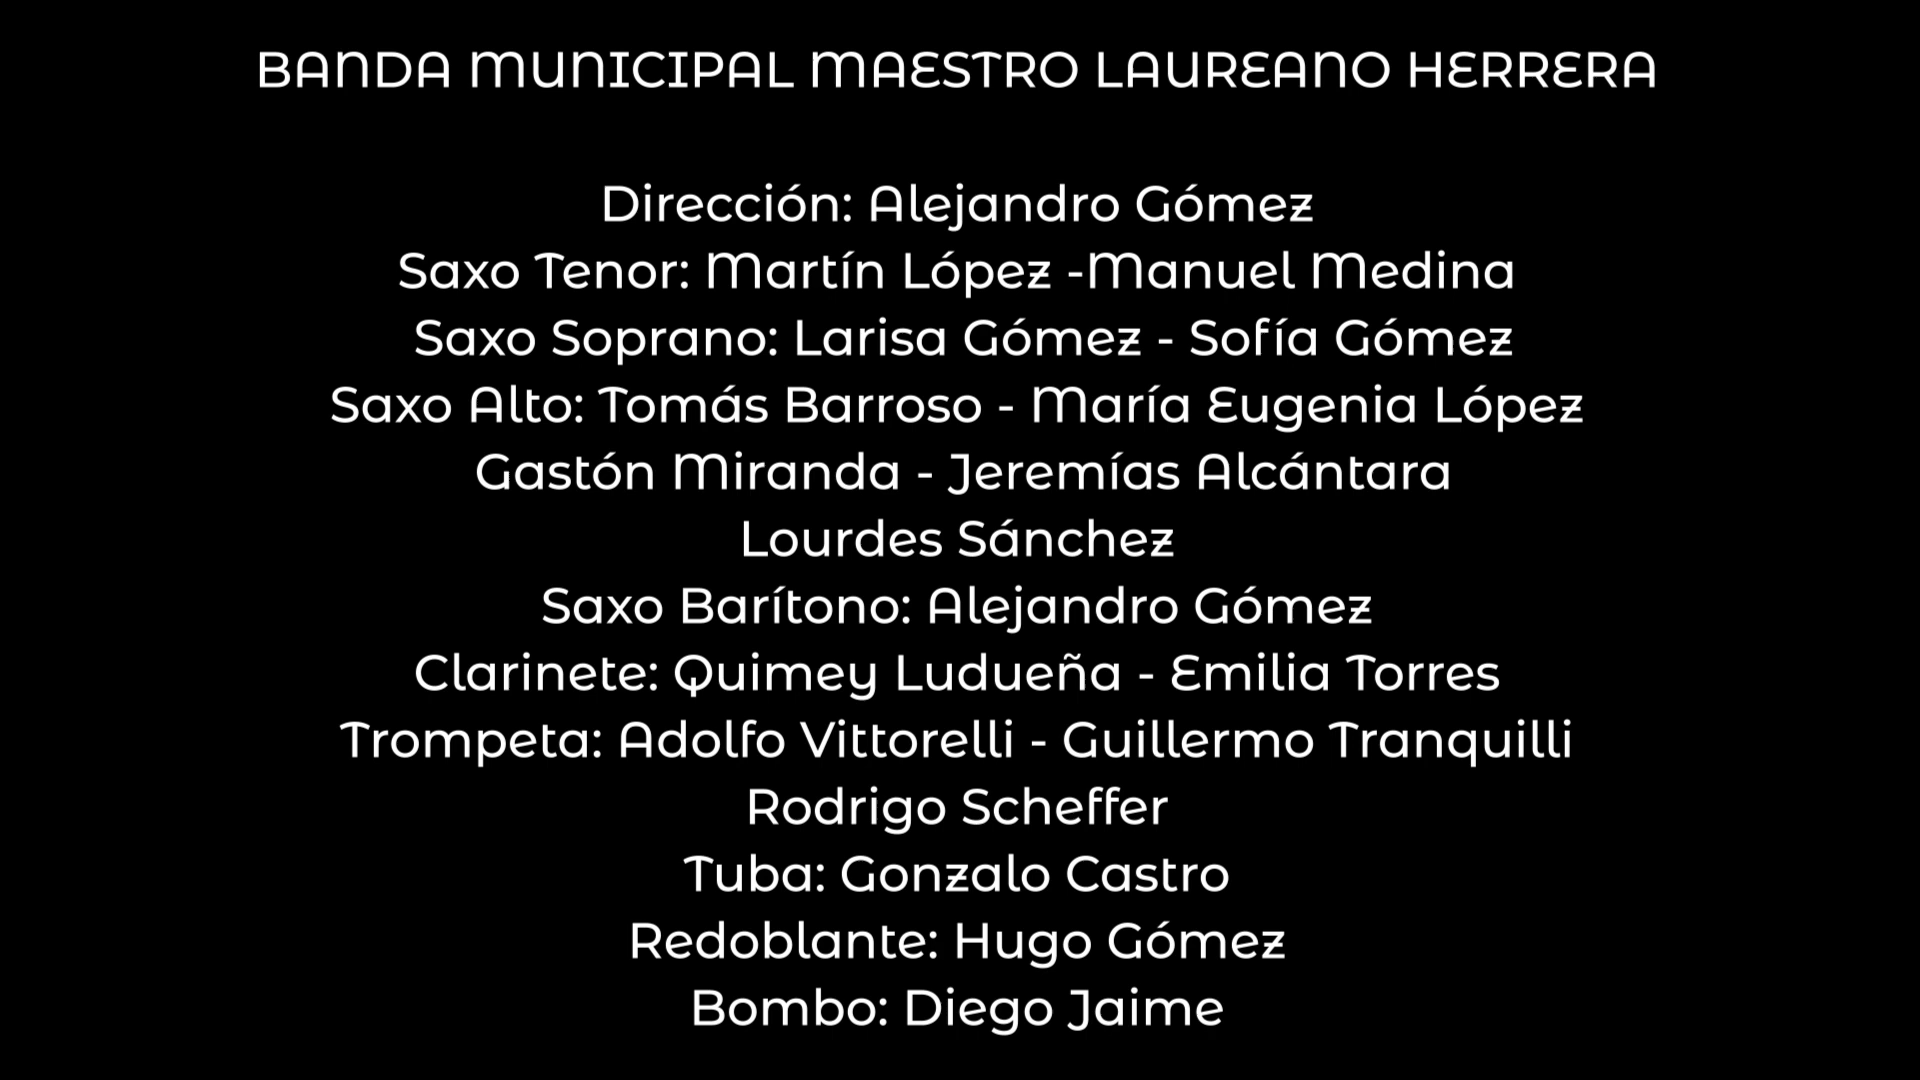 BANDA MUNICIPAL MAESTRO LAUREANO HERRERA
Dirección: Alejandro Gómez
Saxo Tenor: Martín López -Manuel Medina
Saxo Soprano: Larisa Gómez - Sofía Gómez
Saxo Alto: Tomás Barroso - María Eugenia López
Gastón Miranda - Jeremías Alcántara
Lourdes Sánchez
Saxo Barítono: Alejandro Gómez
Clarinete: Quimey Ludueña - Emilia Torres
Trompeta: Adolfo Vittorelli - Guillermo Tranquilli
Rodrigo Scheffer
Tuba: Gonzalo Castro
Redoblante: Hugo Gómez
Bombo: Diego Jaime